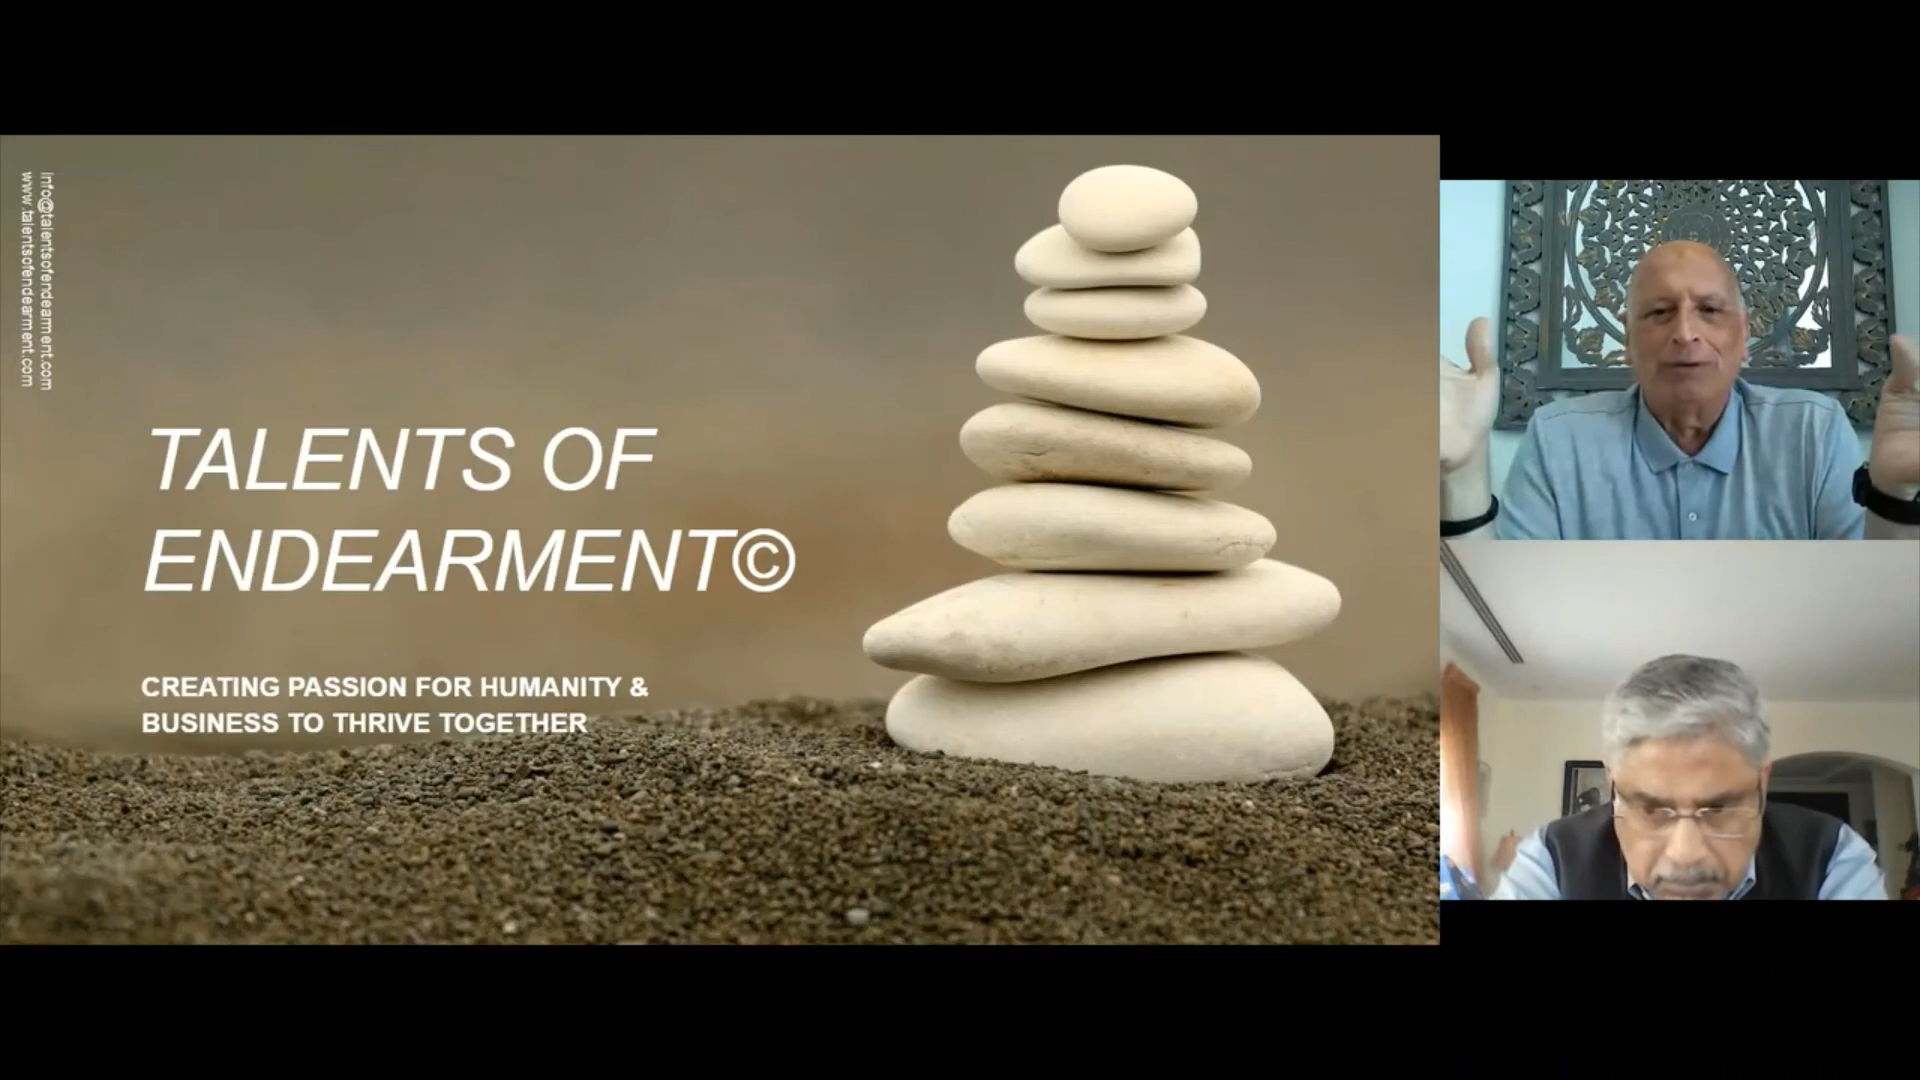 info@talentsofendearment.com
www.talentsofendearment.com
TALENTS OF
ENDEARMENT©
CREATING PASSION FOR HUMANITY &
BUSINESS TO THRIVE TOGETHER